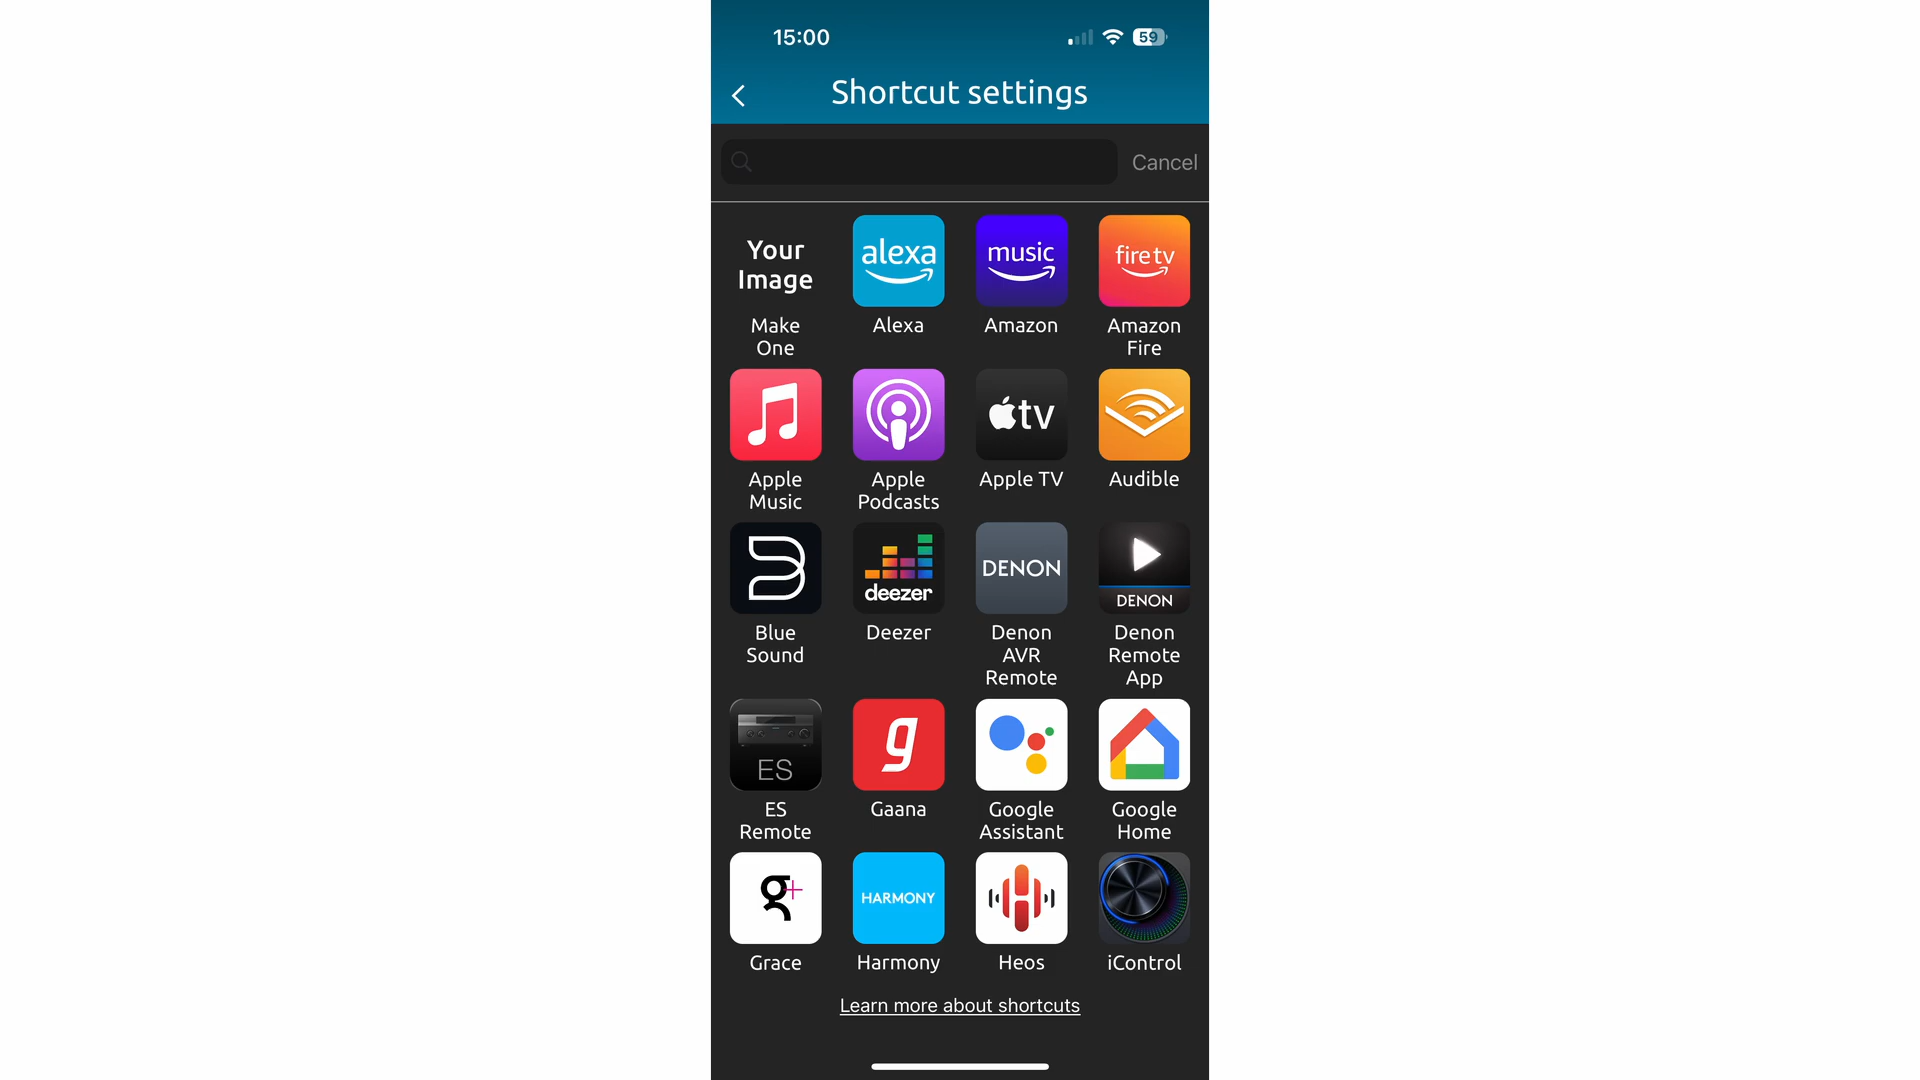 15:00
59
Shortcut settings
Cancel
Your
Image
Make
One
alexa
Alexa
music
Amazon
fire tv
Amazon
Fire
Apple
Music
Apple
Podcasts
tv
Apple TV
Audible
Blue
Sound
deezer
Deezer
DENON
Denon
AVR
Remote
DENON
Denon
Remote
App
ES
ES
Remote
g
Gaana
Google
Assistant
Google
Home
g+
Grace
HARMONY
Harmony
Heos
iControl
Learn more about shortcuts